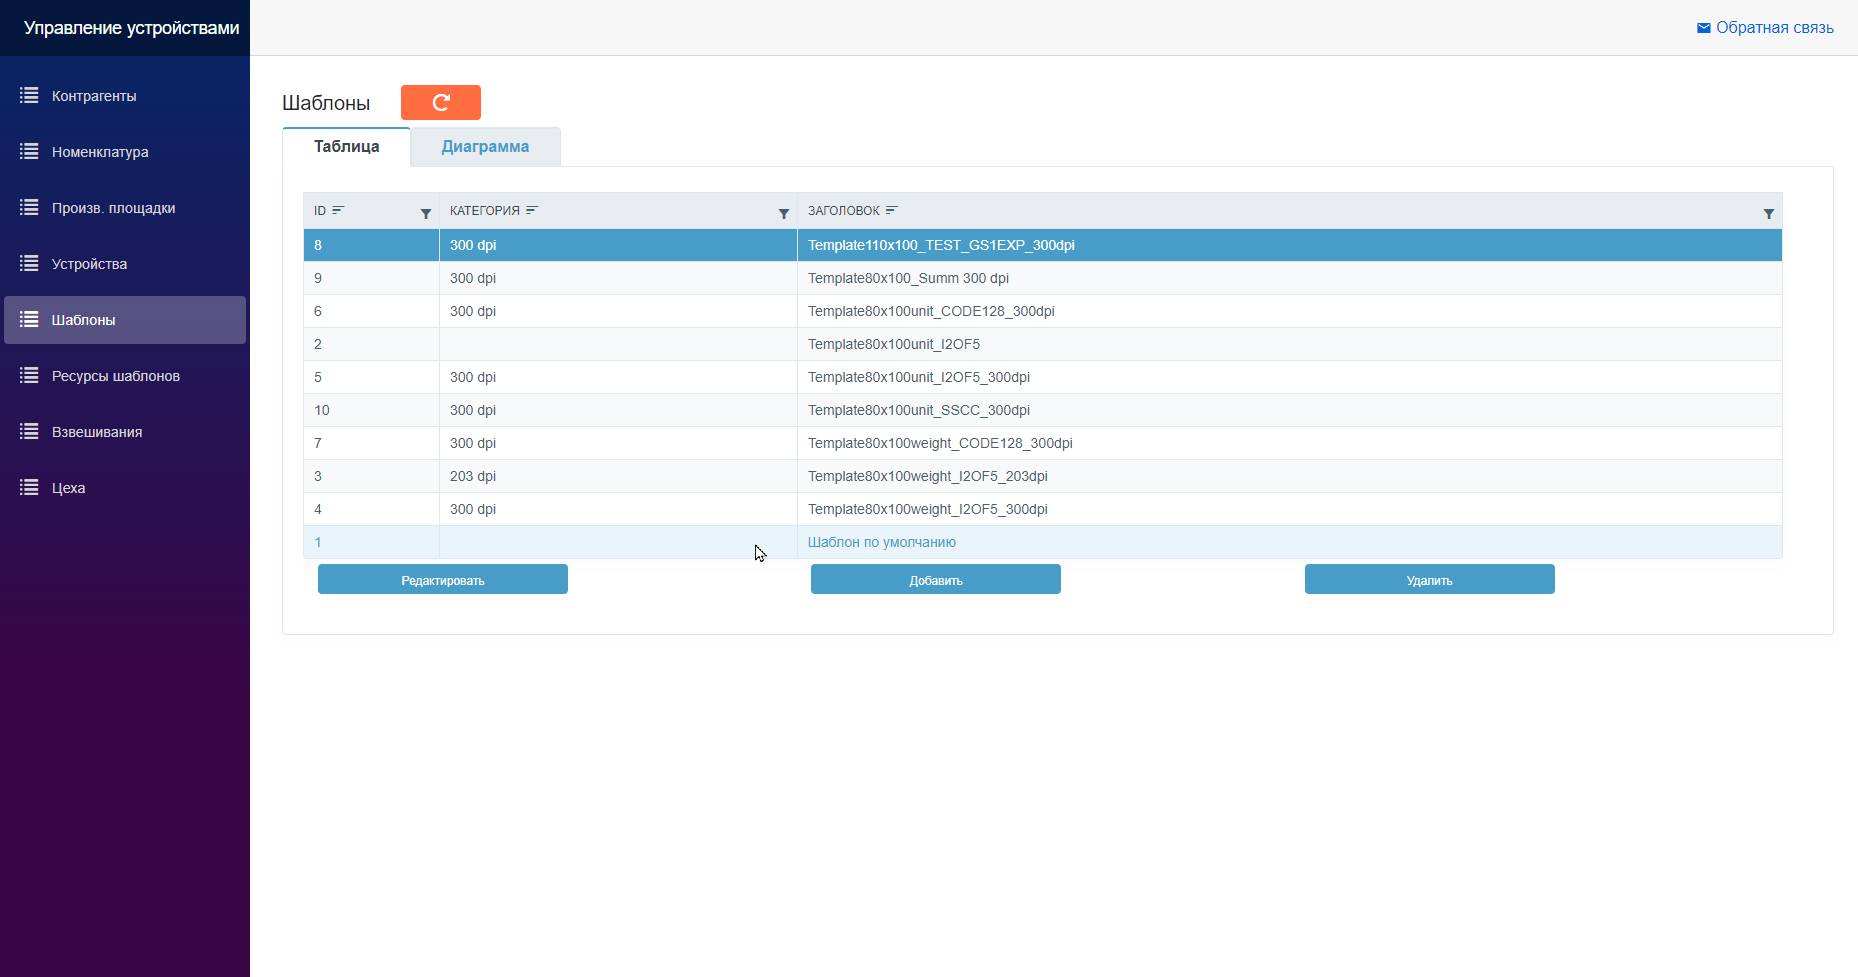 Управление устройствами
Обратная связь
Контрагенты
Номенклатура
Произв. площадки
Устройства
Шаблоны
Ресурсы шаблонов
Взвешивания
Цеха
Шаблоны
Таблица Диаграмма
ID КАТЕГОРИЯ ЗАГОЛОВОК
8 300 dpi Template110x100_TEST_GS1EXP_300dpi
9 300 dpi Template80x100_Summ 300 dpi
6 300 dpi Template80x100unit_CODE128_300dpi
2 Template80x100unit_I2OF5
5 300 dpi Template80x100unit_I2OF5_300dpi
10 300 dpi Template80x100unit_SSCC_300dpi
7 300 dpi Template80x100weight_CODE128_300dpi
3 203 dpi Template80x100weight_I2OF5_203dpi
4 300 dpi Template80x100weight_I2OF5_300dpi
1 Шаблон по умолчанию
Редактировать Добавить Удалить